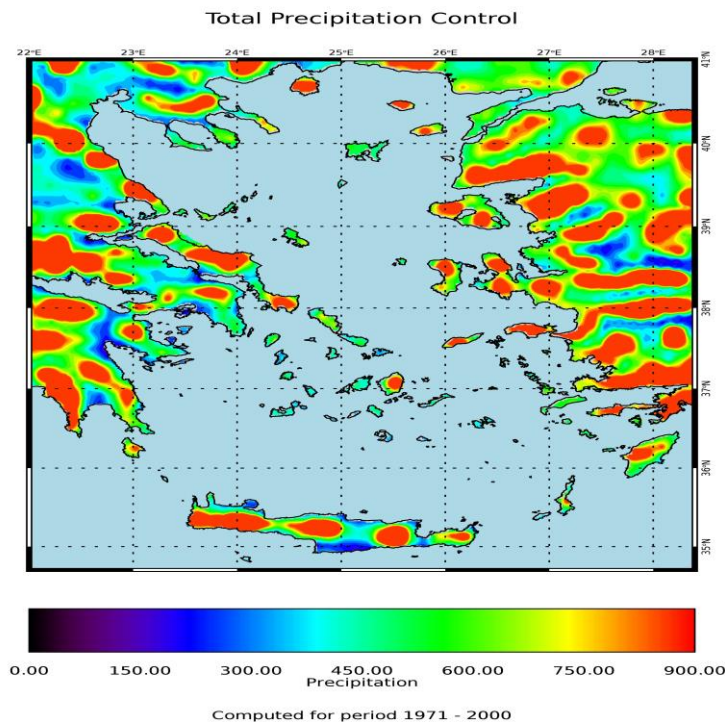 Total Precipitation Control
22°E 23°E 24°E 25°E 26°E 27°E 28°E
41°N
40°N
39°N
38°N
37°N
36°N
35°N
0.00 150.00 300.00 450.00 600.00 750.00 900.00
Precipitation
Computed for period 1971 - 2000